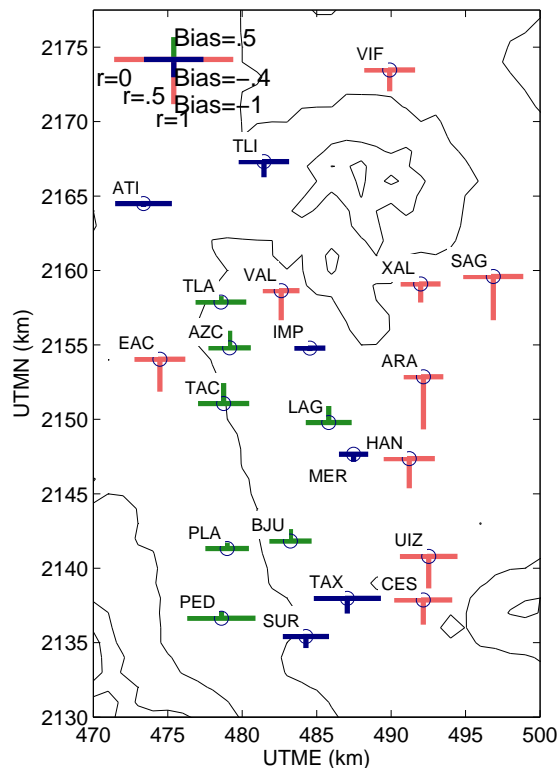 2175
2170
2165
2160
2155
2150
2145
2140
2135
2130
UTMN (km)
470 475 480 485 490 495 500
UTME (km)
Bias=.5
r=0 Bias=−.4
r=.5 Bias=−1
r=1
VIF
TLI
ATI
SAG
XAL
VAL
TLA
AZC IMP
EAC
ARA
TAC
LAG
HAN
MER
BJU
PLA
UIZ
TAX CES
PED
SUR